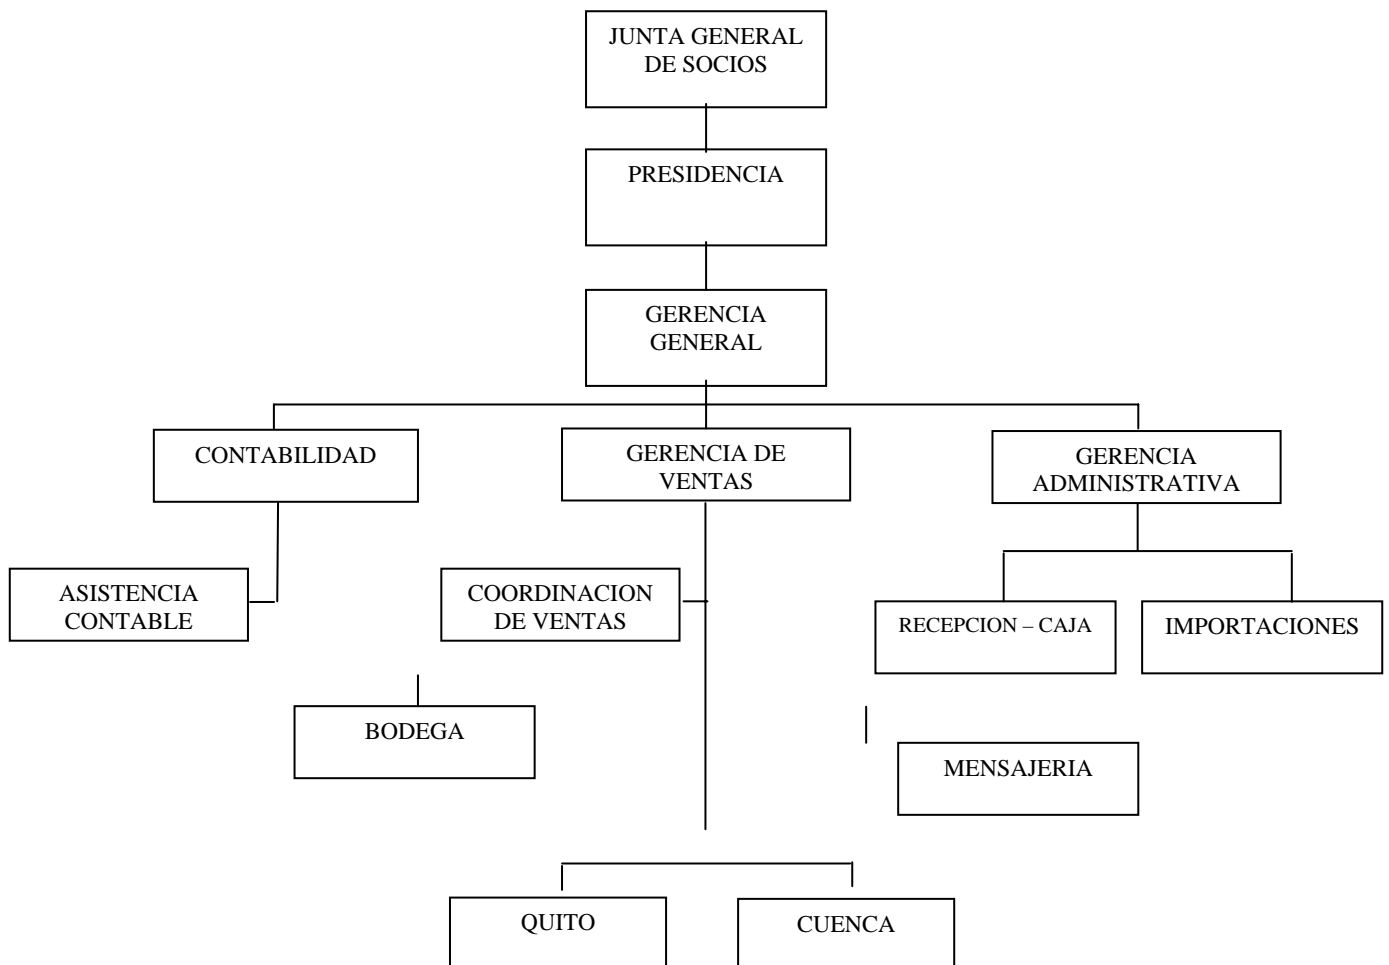 JUNTA GENERAL
DE SOCIOS
PRESIDENCIA
GERENCIA
GENERAL
CONTABILIDAD
GERENCIA DE
VENTAS
GERENCIA
ADMINISTRATIVA
ASISTENCIA
CONTABLE
COORDINACION
DE VENTAS
RECEPCION – CAJA
IMPORTACIONES
BODEGA
MENSAJERIA
QUITO
CUENCA